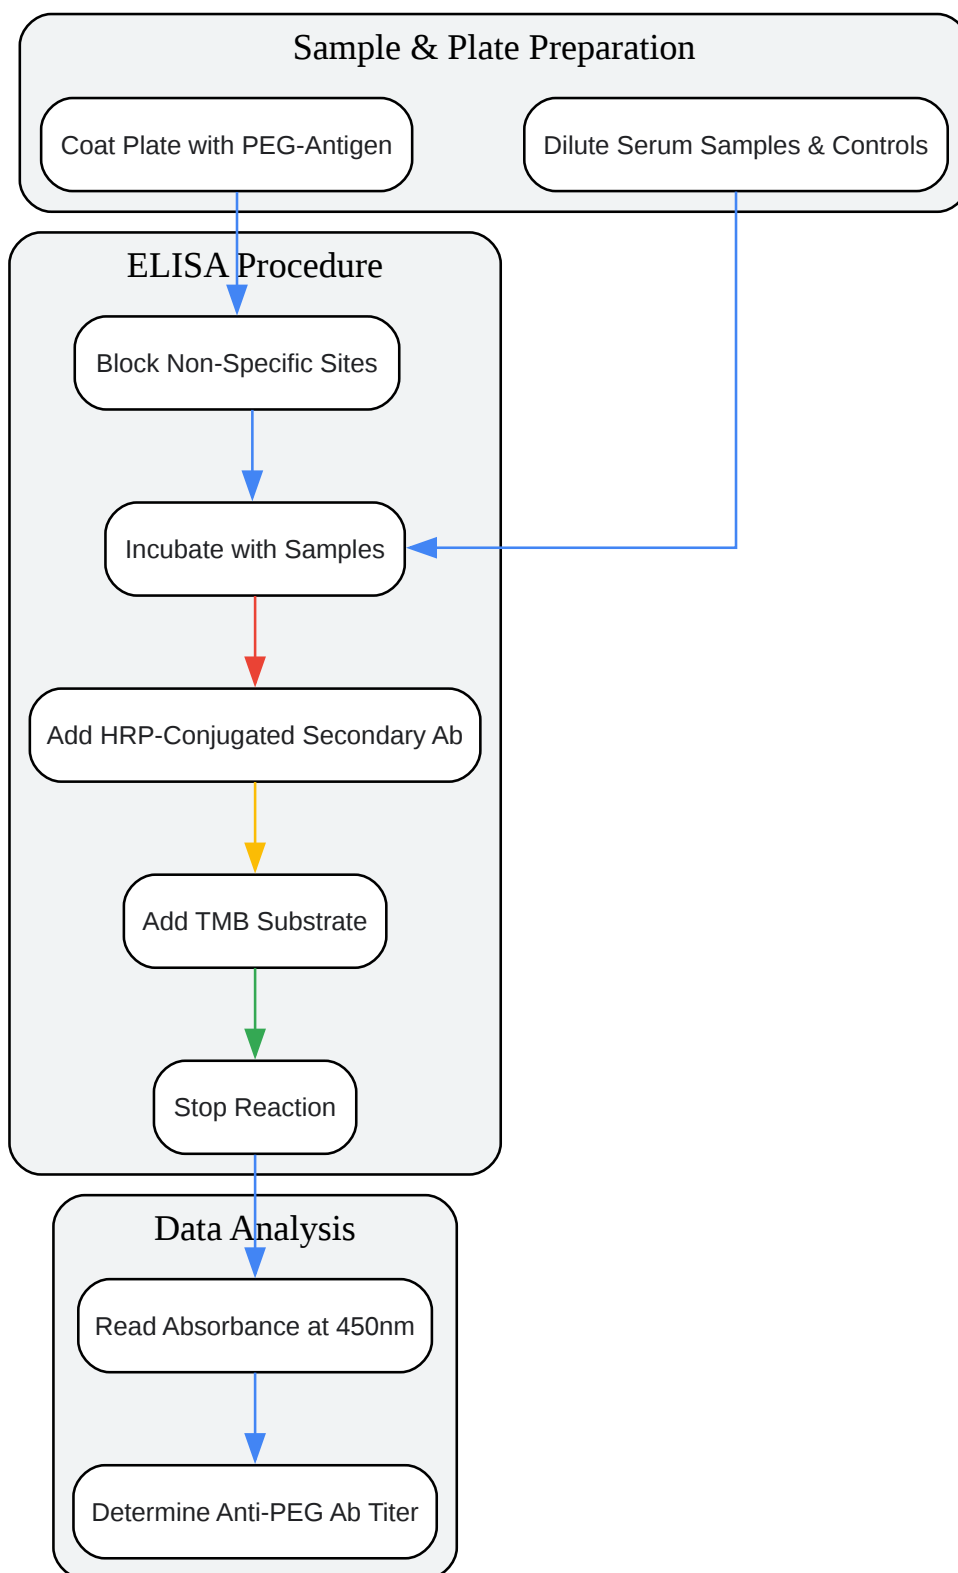 Sample & Plate Preparation
Coat Plate with PEG-Antigen
Dilute Serum Samples & Controls
ELISA Procedure
Block Non-Specific Sites
Incubate with Samples
Add HRP-Conjugated Secondary Ab
Add TMB Substrate
Stop Reaction
Data Analysis
Read Absorbance at 450nm
Determine Anti-PEG Ab Titer